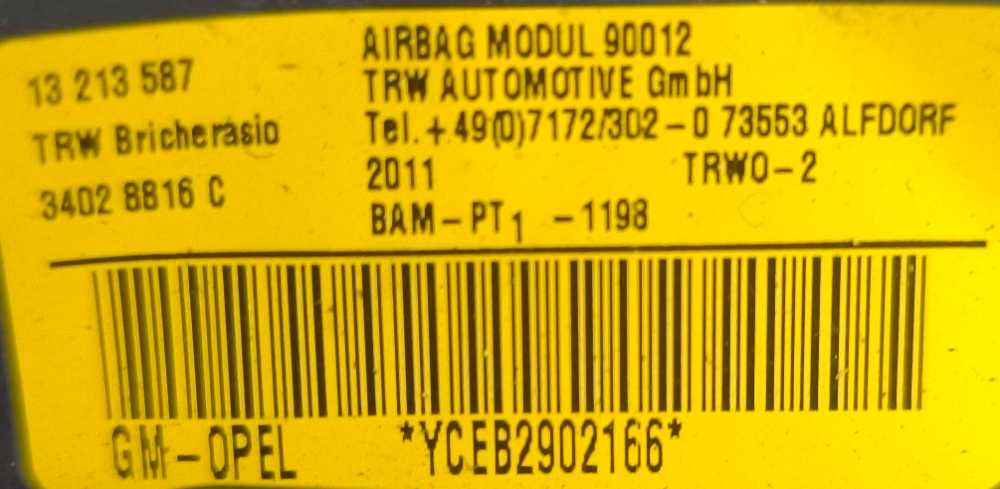 13 213 587
TRW Bricherasio
3402 8816 C
AIRBAG MODUL 90012
TRW AUTOMOTIVE GmbH
Tel. +49(0)7172/302-0 73553 ALFDORF
2011 TRWO-2
BAM-PT1 -1198
GM-OPEL *YCEB2902166*